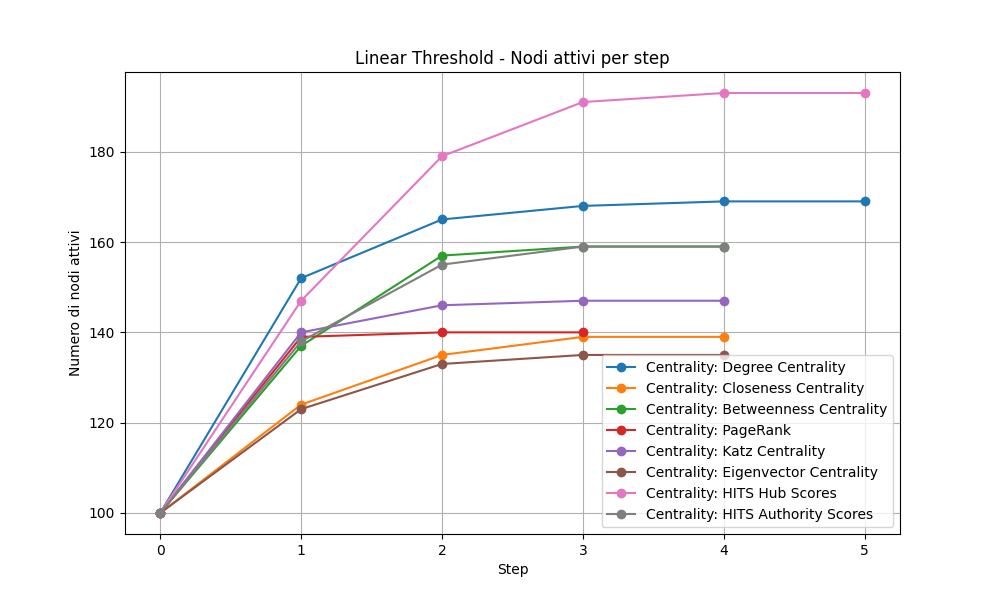 Linear Threshold - Nodi attivi per step
Numero di nodi attivi
180
160
140
120
100
0 1 2 3 4 5
Step
Centrality: Degree Centrality
Centrality: Closeness Centrality
Centrality: Betweenness Centrality
Centrality: PageRank
Centrality: Katz Centrality
Centrality: Eigenvector Centrality
Centrality: HITS Hub Scores
Centrality: HITS Authority Scores